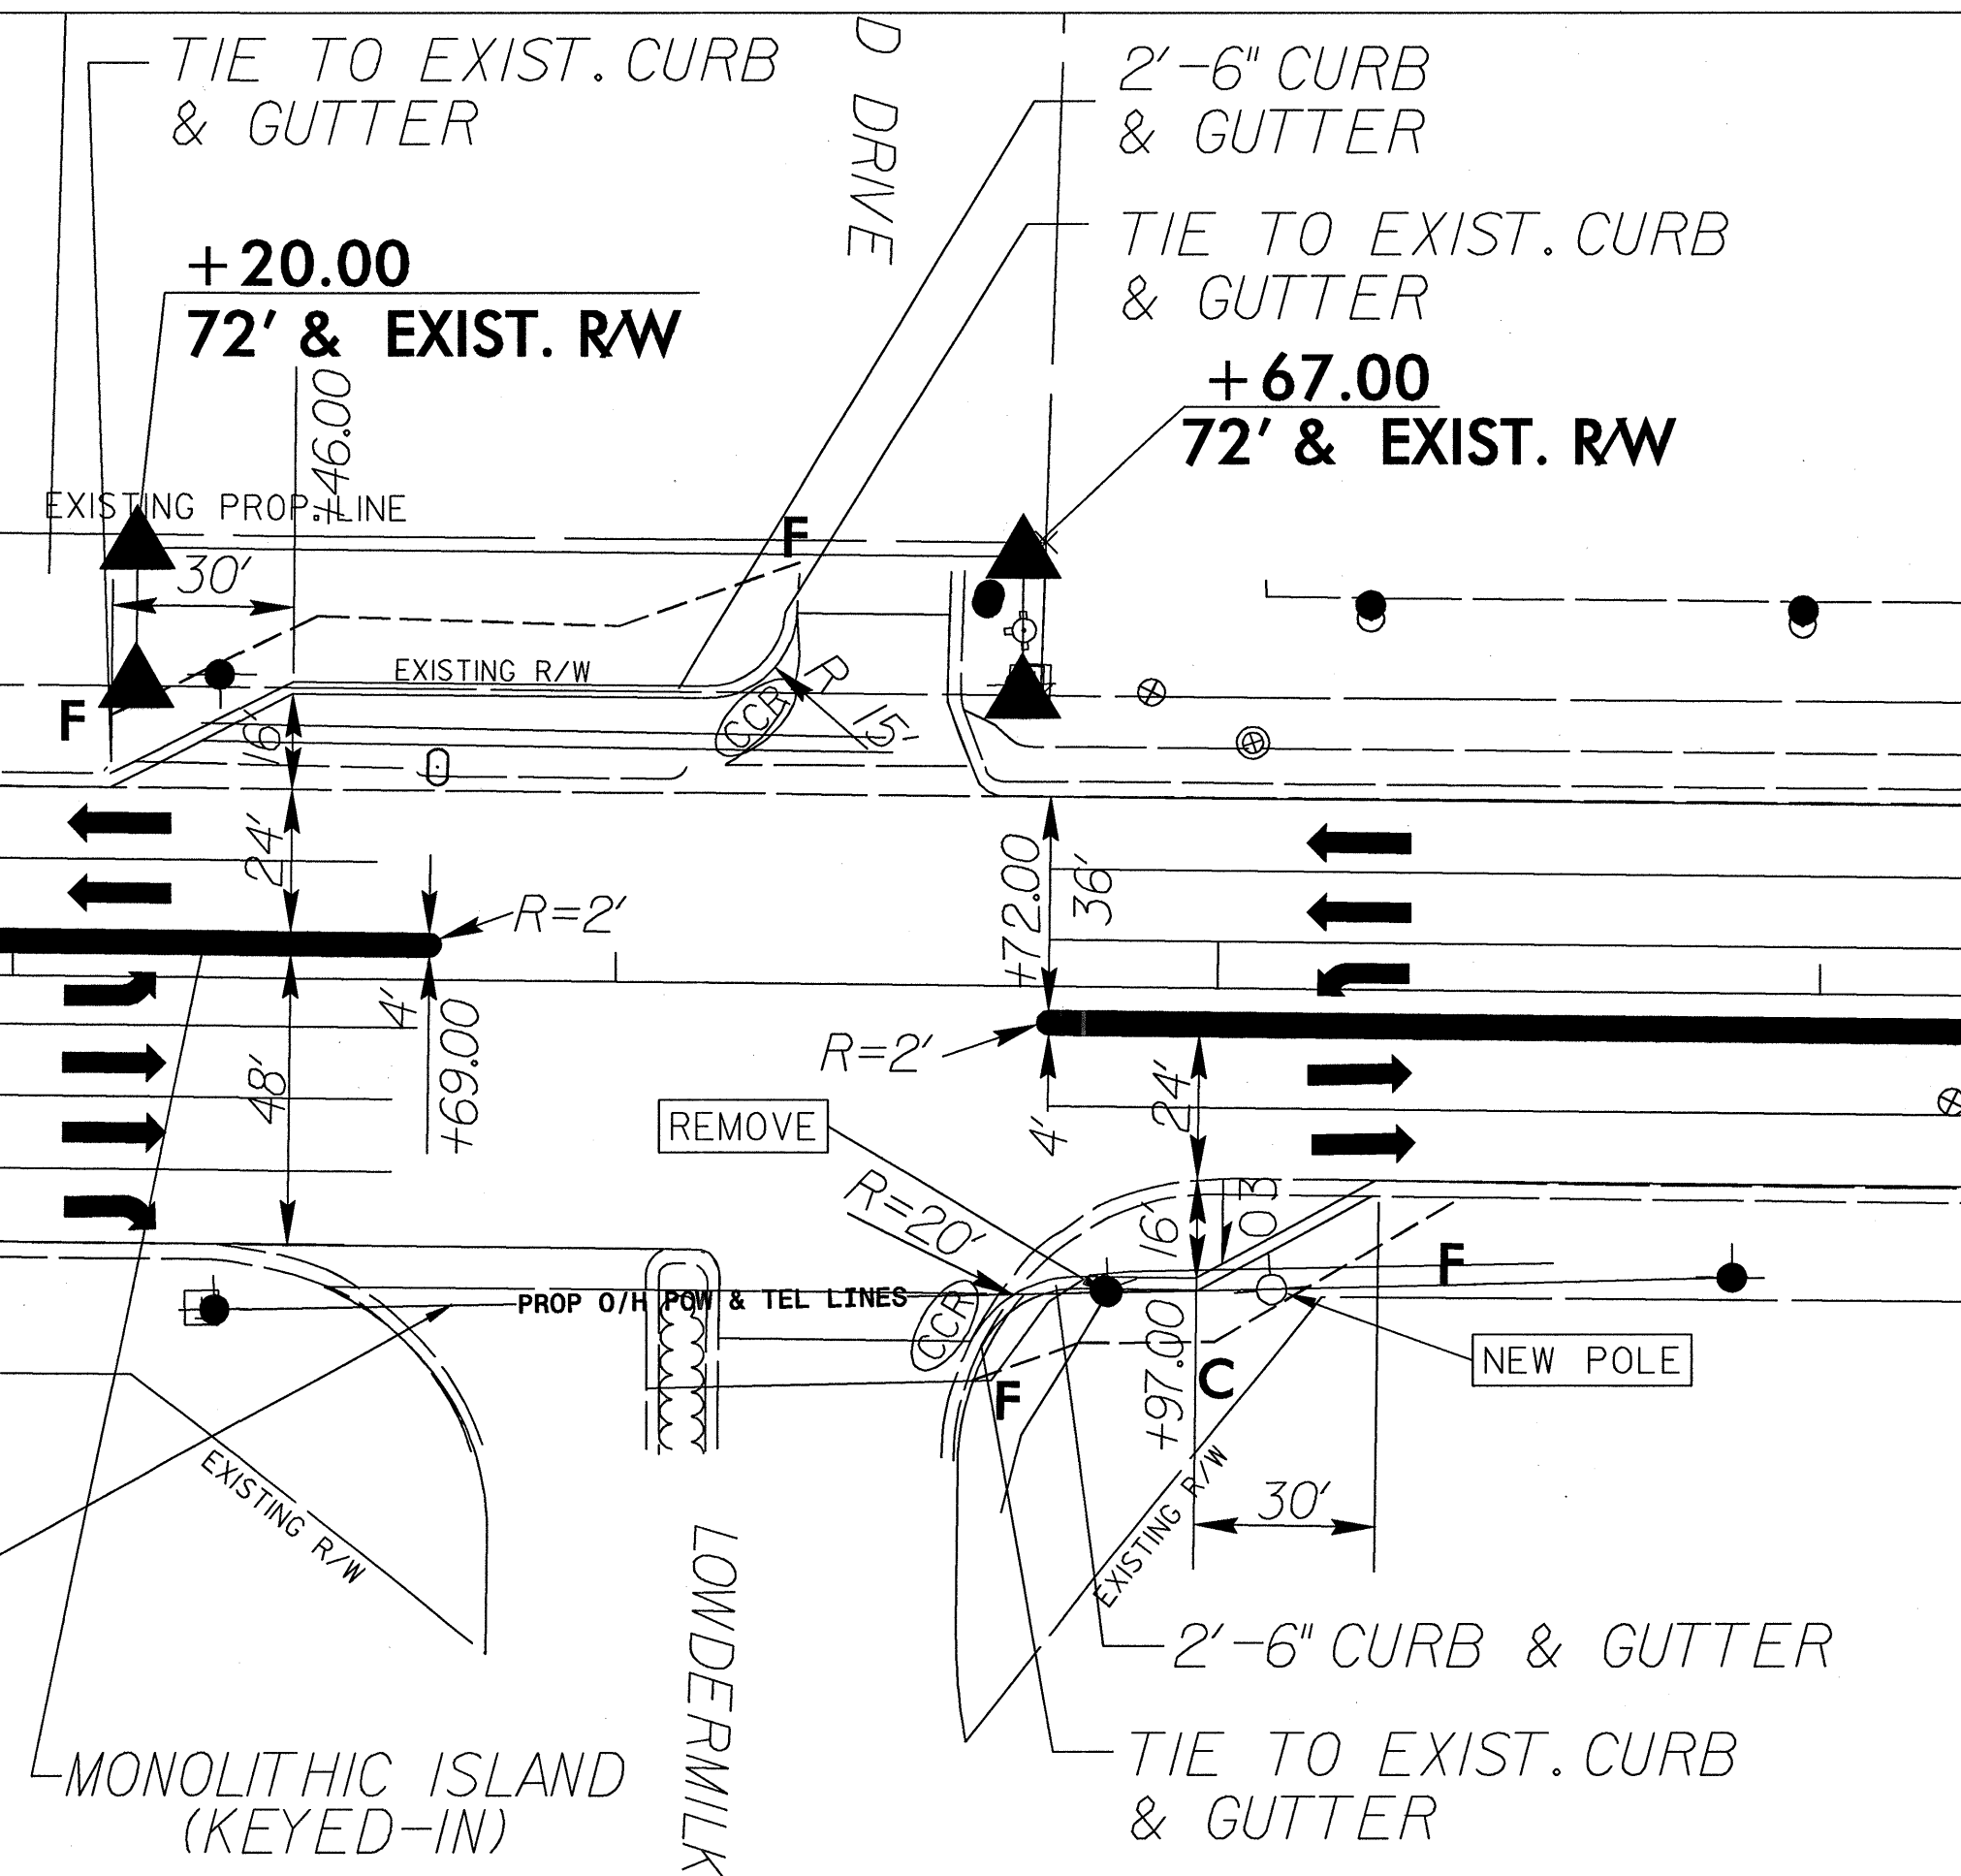 TIE TO EXIST. CURB
& GUTTER
D DRIVE
2'-6" CURB
& GUTTER
TIE TO EXIST. CURB
& GUTTER
+20.00
72' & EXIST. R/W
+67.00
72' & EXIST. R/W
+46.00
EXISTING PROP. LINE
F
30'
EXISTING R/W
F
16'
CCR
R
15'
24'
R=2'
+72.00
36'
4'
+69.00
48'
R=2'
4'
24'
REMOVE
R=20'
16'
03
F
PROP O/H POW & TEL LINES
CCR
NEW POLE
F
+97.00
C
EXISTING R/W
EXISTING R/W
30'
LOWDERMILK
2'-6" CURB & GUTTER
TIE TO EXIST. CURB
& GUTTER
MONOLITHIC ISLAND
(KEYED-IN)